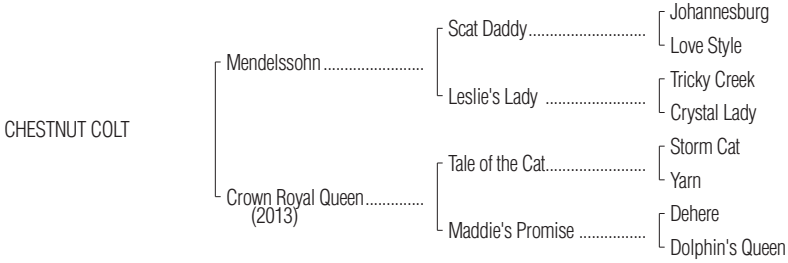 Johannesburg
Scat Daddy..........................
Love Style
Mendelssohn ......................
Tricky Creek
Leslie's Lady ......................
Crystal Lady
CHESTNUT COLT
Storm Cat
Tale of the Cat......................
Yarn
Crown Royal Queen.............
(2013)
Dehere
Maddie's Promise ...............
Dolphin's Queen